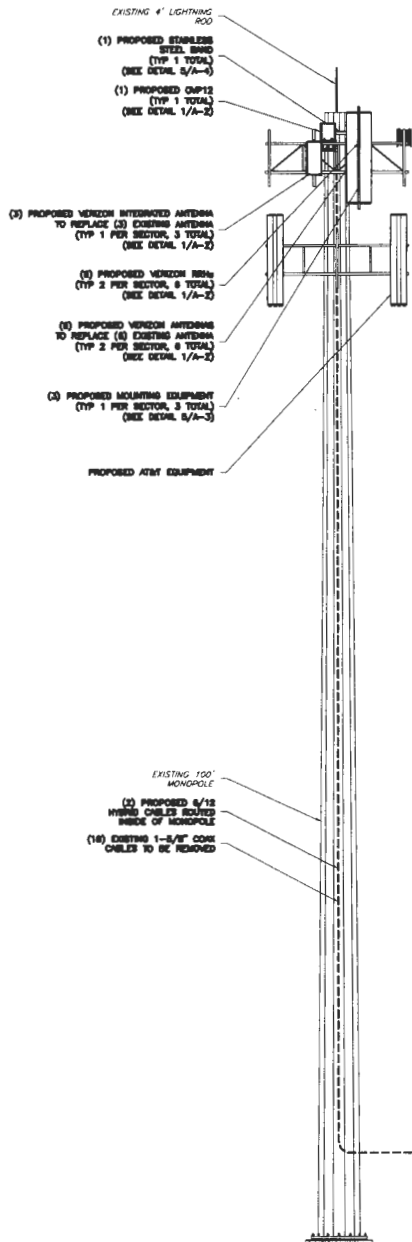 EXISTING 4' LIGHTNING
ROD
(1) PROPOSED STAINLESS
STEEL BAND
(TYP 1 TOTAL)
(SEE DETAIL 5/A-4)
(1) PROPOSED OVP12
(TYP 1 TOTAL)
(SEE DETAIL 1/A-2)
(3) PROPOSED VERIZON INTEGRATED ANTENNA
TO REPLACE (3) EXISTING ANTENNA
(TYP 1 PER SECTOR, 3 TOTAL)
(SEE DETAIL 1/A-2)
(6) PROPOSED VERIZON RRHs
(TYP 2 PER SECTOR, 6 TOTAL)
(SEE DETAIL 1/A-2)
(6) PROPOSED VERIZON ANTENNAS
TO REPLACE (6) EXISTING ANTENNA
(TYP 2 PER SECTOR, 6 TOTAL)
(SEE DETAIL 1/A-2)
(3) PROPOSED MOUNTING EQUIPMENT
(TYP 1 PER SECTOR, 3 TOTAL)
(SEE DETAIL 5/A-3)
PROPOSED AT&T EQUIPMENT
EXISTING 100'
MONOPOLE
(2) PROPOSED 6/12
HYBRID CABLES ROUTED
INSIDE OF MONOPOLE
(18) EXISTING 1-5/8" COAX
CABLES TO BE REMOVED